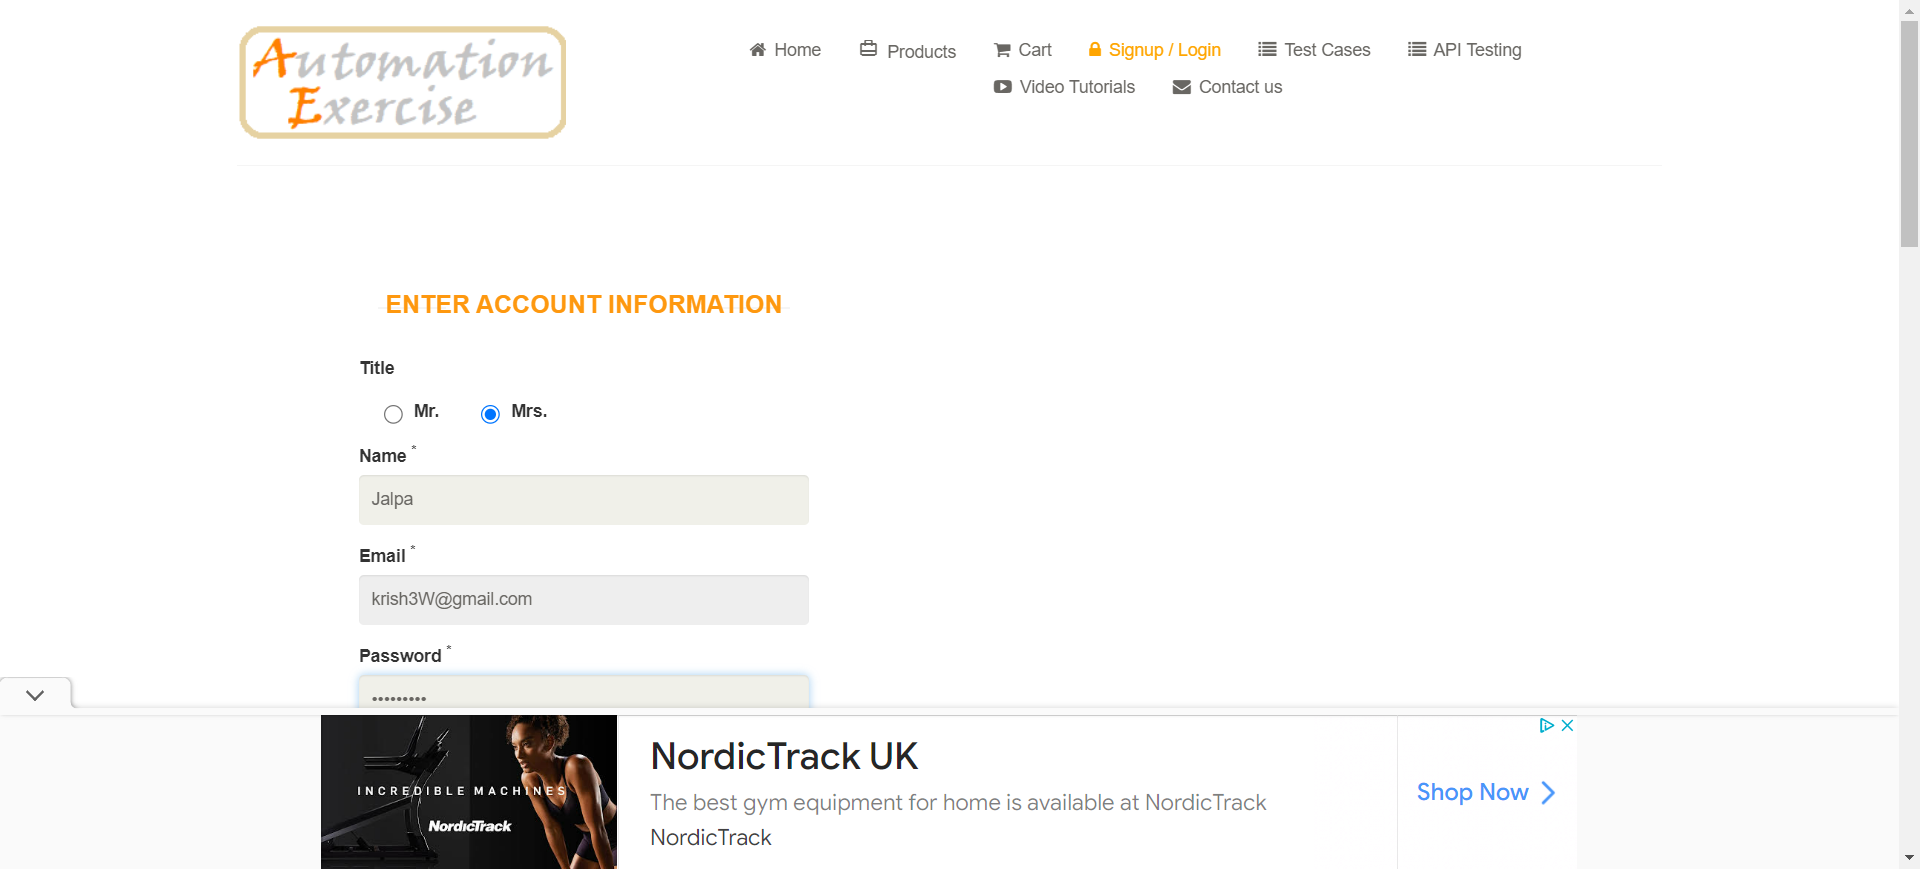 Automation
Exercise
Home
Products
Cart
Signup / Login
Test Cases
API Testing
Video Tutorials
Contact us
ENTER ACCOUNT INFORMATION
Title
Mr.
Mrs.
Name *
Jalpa
Email *
krish3W@gmail.com
Password *
•••••••••
INCREDIBLE MACHINES
NordicTrack
NordicTrack UK
The best gym equipment for home is available at NordicTrack
NordicTrack
Shop Now